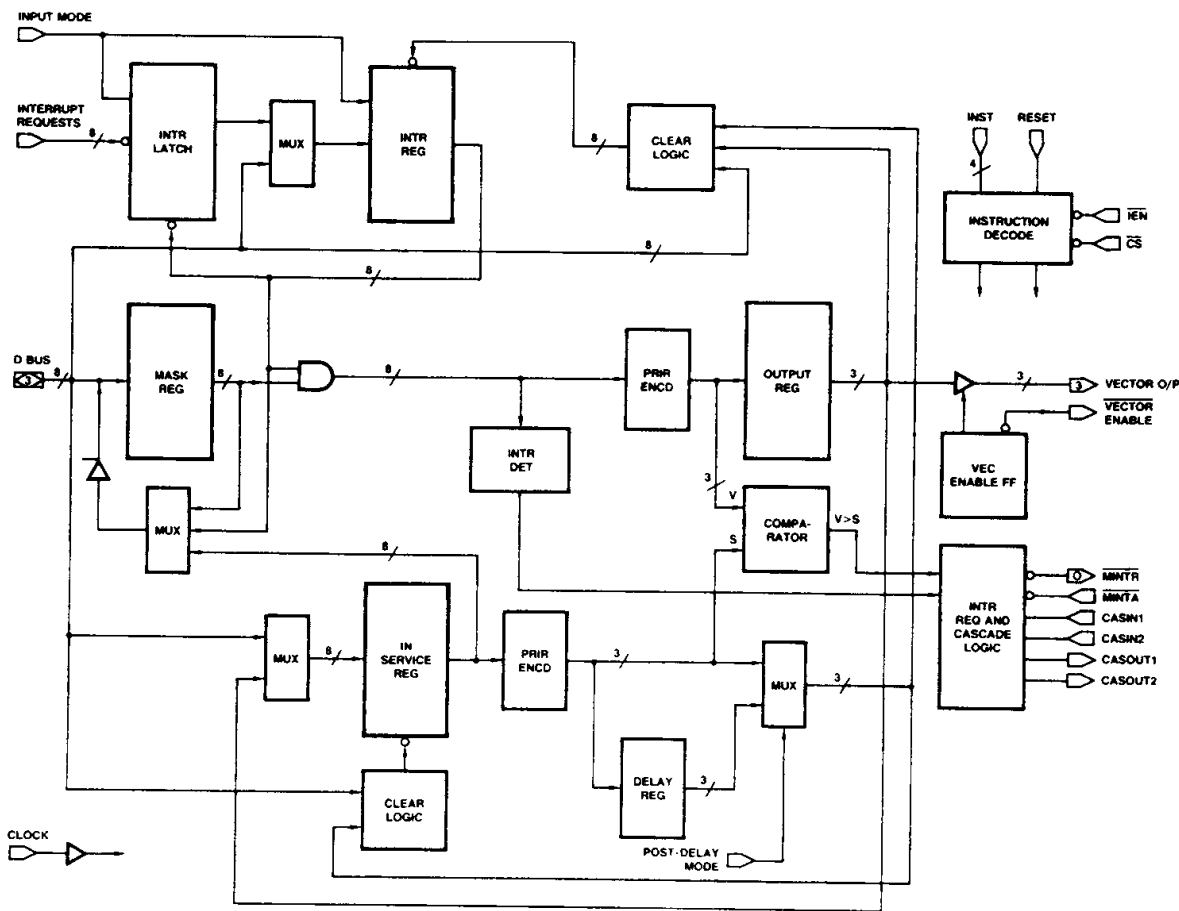 INPUT MODE
INTERRUPT
REQUESTS
8
INTR
LATCH
MUX
INTR
REG
8
CLEAR
LOGIC
INST
RESET
4
INSTRUCTION
DECODE
IEN
CS
8
8
D BUS
3
8
MASK
REG
8
8
PRIR
ENCD
OUTPUT
REG
3
3
3
VECTOR O/P
VECTOR
ENABLE
VEC
ENABLE FF
INTR
DET
3
V
S
COMPA-
RATOR
V>S
MUX
8
INTR
REQ AND
CASCADE
LOGIC
0
MINTR
MINTA
CASIN1
CASIN2
CASOUT1
CASOUT2
MUX
8
IN
SERVICE
REG
PRIR
ENCD
3
MUX
3
DELAY
REG
3
CLEAR
LOGIC
POST-DELAY
MODE
CLOCK